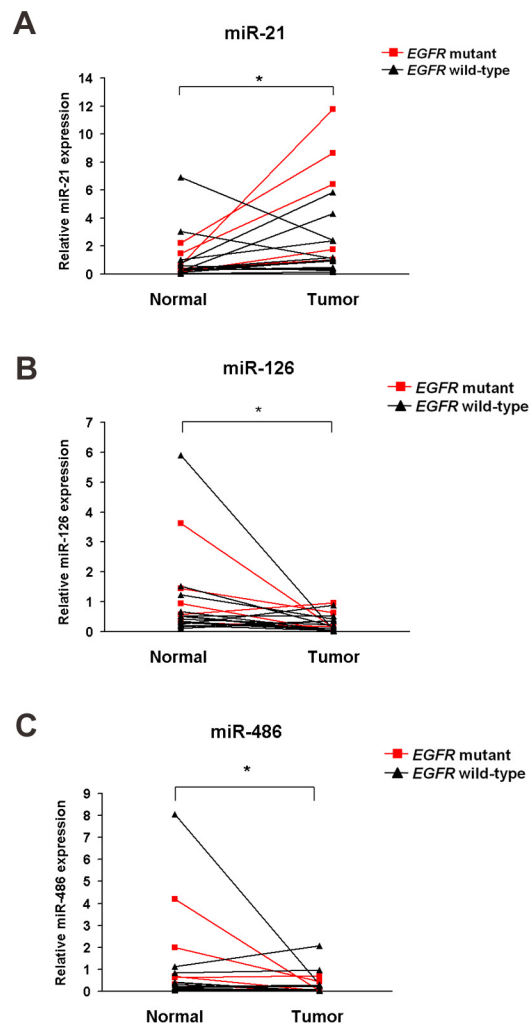 A
miR-21
EGFR mutant
EGFR wild-type
*
Relative miR-21 expression
14
12
10
8
6
4
2
0
Normal Tumor
B
miR-126
EGFR mutant
EGFR wild-type
*
Relative miR-126 expression
7
6
5
4
3
2
1
0
Normal Tumor
C
miR-486
EGFR mutant
EGFR wild-type
*
Relative miR-486 expression
9
8
7
6
5
4
3
2
1
0
Normal Tumor